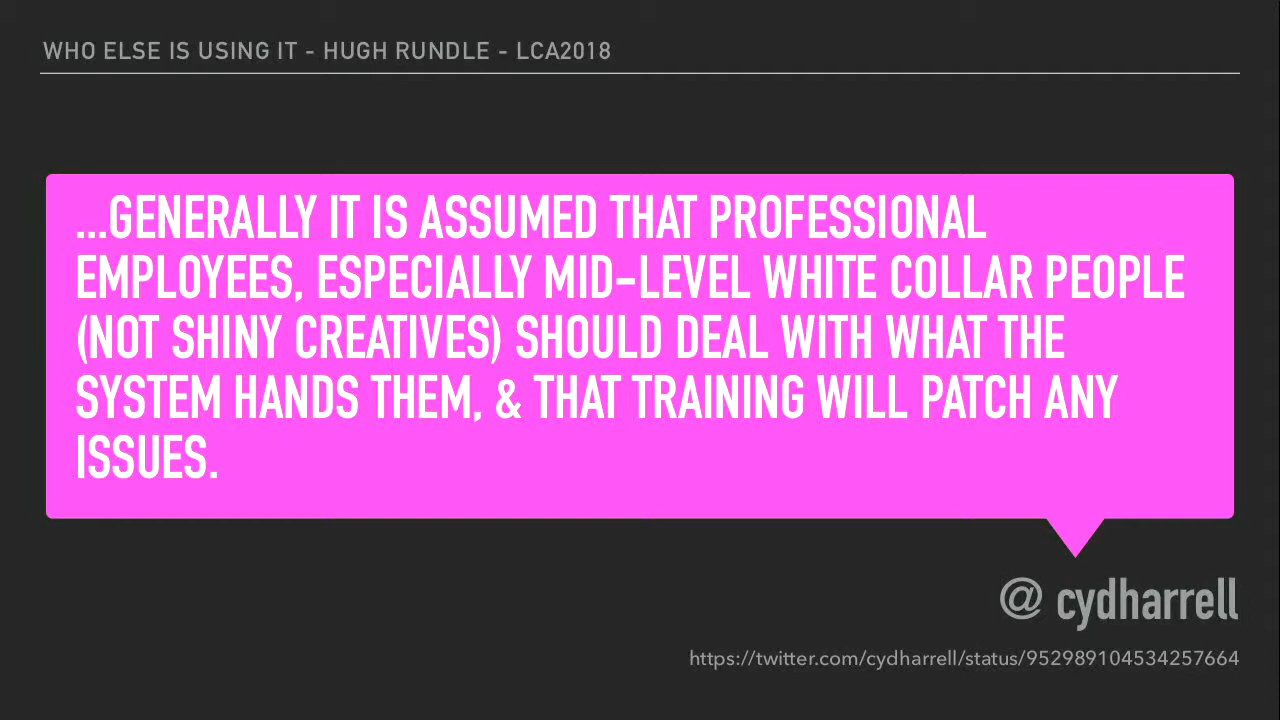 WHO ELSE IS USING IT - HUGH RUNDLE - LCA2018
...GENERALLY IT IS ASSUMED THAT PROFESSIONAL
EMPLOYEES, ESPECIALLY MID-LEVEL WHITE COLLAR PEOPLE
(NOT SHINY CREATIVES) SHOULD DEAL WITH WHAT THE
SYSTEM HANDS THEM, & THAT TRAINING WILL PATCH ANY
ISSUES.
@ cydharrell
https://twitter.com/cydharrell/status/952989104534257664